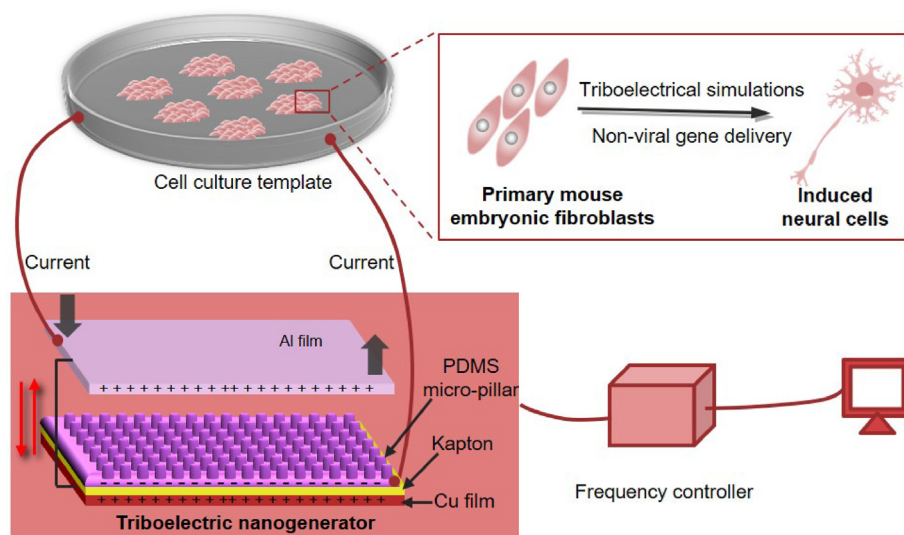 Cell culture template
Triboelectrical simulations
Non-viral gene delivery
Primary mouse
embryonic fibroblasts
Induced
neural cells
Current
Current
Al film
+ + + + + + + + + ++ + + + + + + + + + +
PDMS
micro-pillar
Kapton
Cu film
+ + + + + + + + + ++ + + + + + + + + + +
Triboelectric nanogenerator
Frequency controller